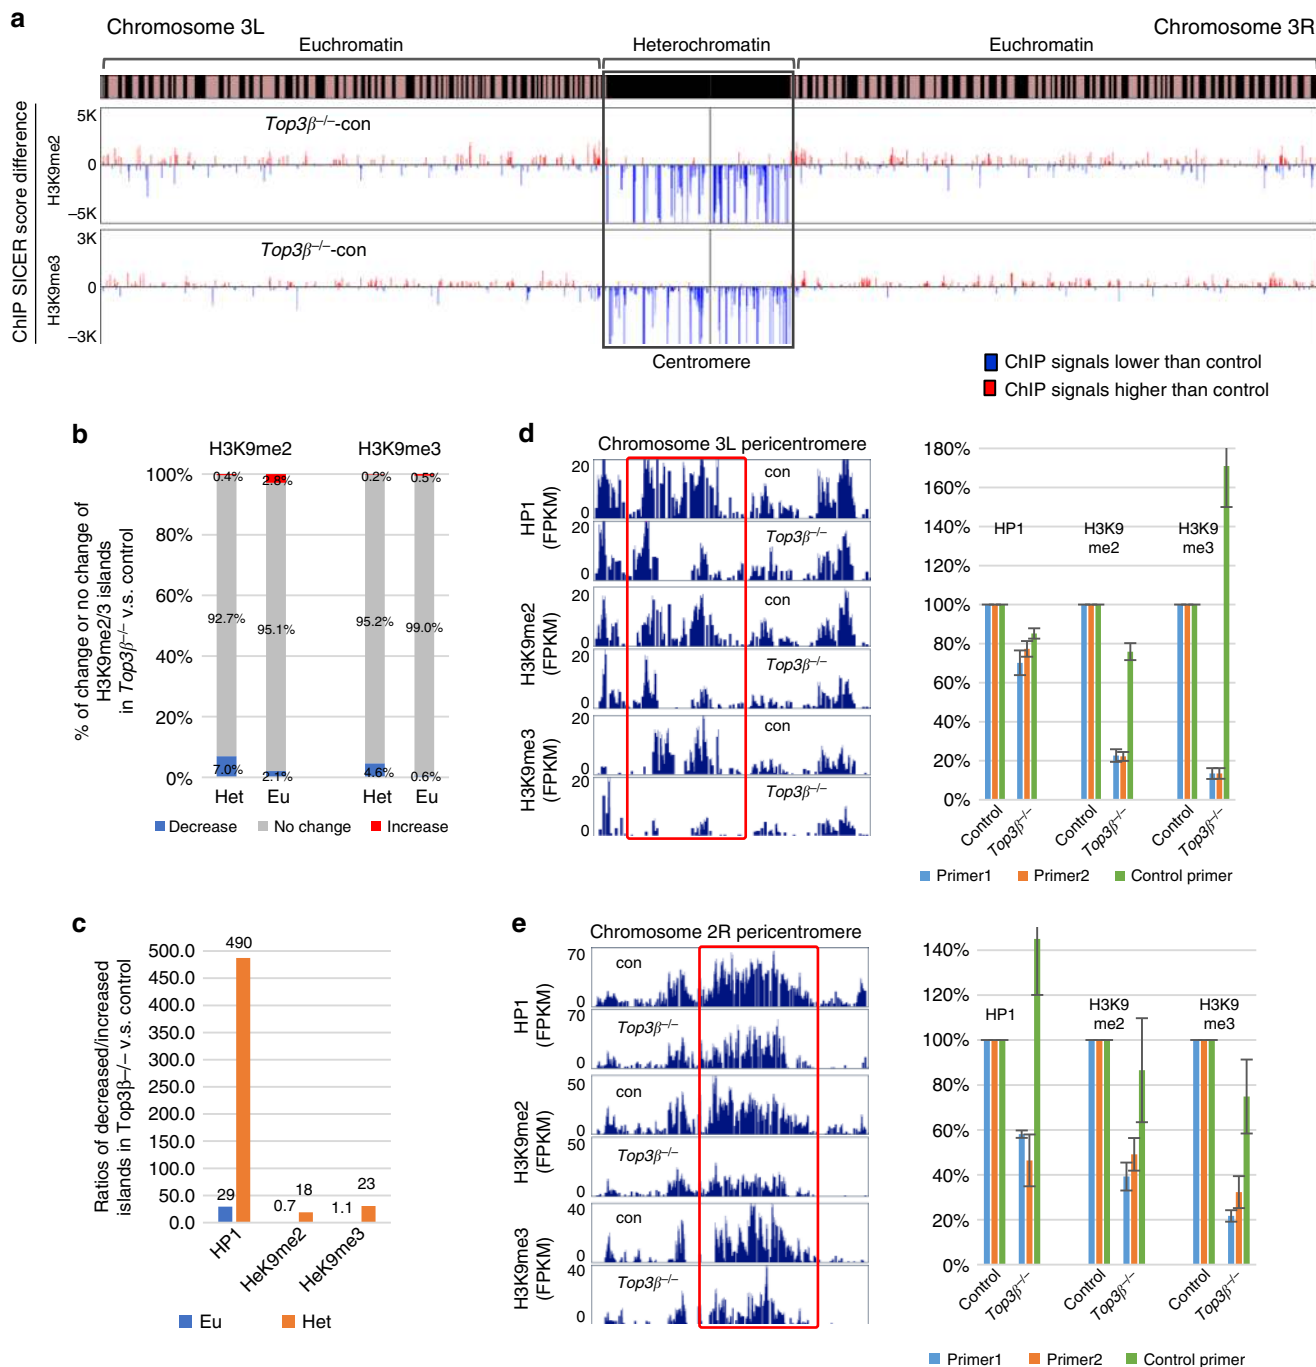 a
Chromosome 3L
Chromosome 3R
Euchromatin
Heterochromatin
Euchromatin
ChIP SICER score difference
H3K9me2
5K
0
−5K
Top3β−/−-con
H3K9me3
3K
0
−3K
Top3β−/−-con
Centromere
ChIP signals lower than control
ChIP signals higher than control
b
H3K9me2
H3K9me3
% of change or no change of
H3K9me2/3 islands
in Top3β−/− v.s. control
100%
80%
60%
40%
20%
0%
0.4%
2.8%
0.2%
0.5%
92.7%
95.1%
95.2%
99.0%
7.0%
2.1%
4.6%
0.6%
Het
Eu
Het
Eu
Decrease
No change
Increase
c
Ratios of decreased/increased
islands in Top3β−/− v.s. control
500.0
450.0
400.0
350.0
300.0
250.0
200.0
150.0
100.0
50.0
0.0
490
29
0.7
18
1.1
23
HP1
HeK9me2
HeK9me3
Eu
Het
d
Chromosome 3L pericentromere
HP1
(FPKM)
20
0
con
20
0
Top3β−/−
H3K9me2
(FPKM)
20
0
con
20
0
Top3β−/−
H3K9me3
(FPKM)
20
0
con
20
0
Top3β−/−
180%
160%
140%
120%
100%
80%
60%
40%
20%
0%
HP1
H3K9
me2
H3K9
me3
Control
Top3β−/−
Control
Top3β−/−
Control
Top3β−/−
Primer1
Primer2
Control primer
e
Chromosome 2R pericentromere
HP1
(FPKM)
70
0
con
70
0
Top3β−/−
H3K9me2
(FPKM)
50
0
con
50
0
Top3β−/−
H3K9me3
(FPKM)
40
0
con
40
0
Top3β−/−
140%
120%
100%
80%
60%
40%
20%
0%
HP1
H3K9
me2
H3K9
me3
Control
Top3β−/−
Control
Top3β−/−
Control
Top3β−/−
Primer1
Primer2
Control primer